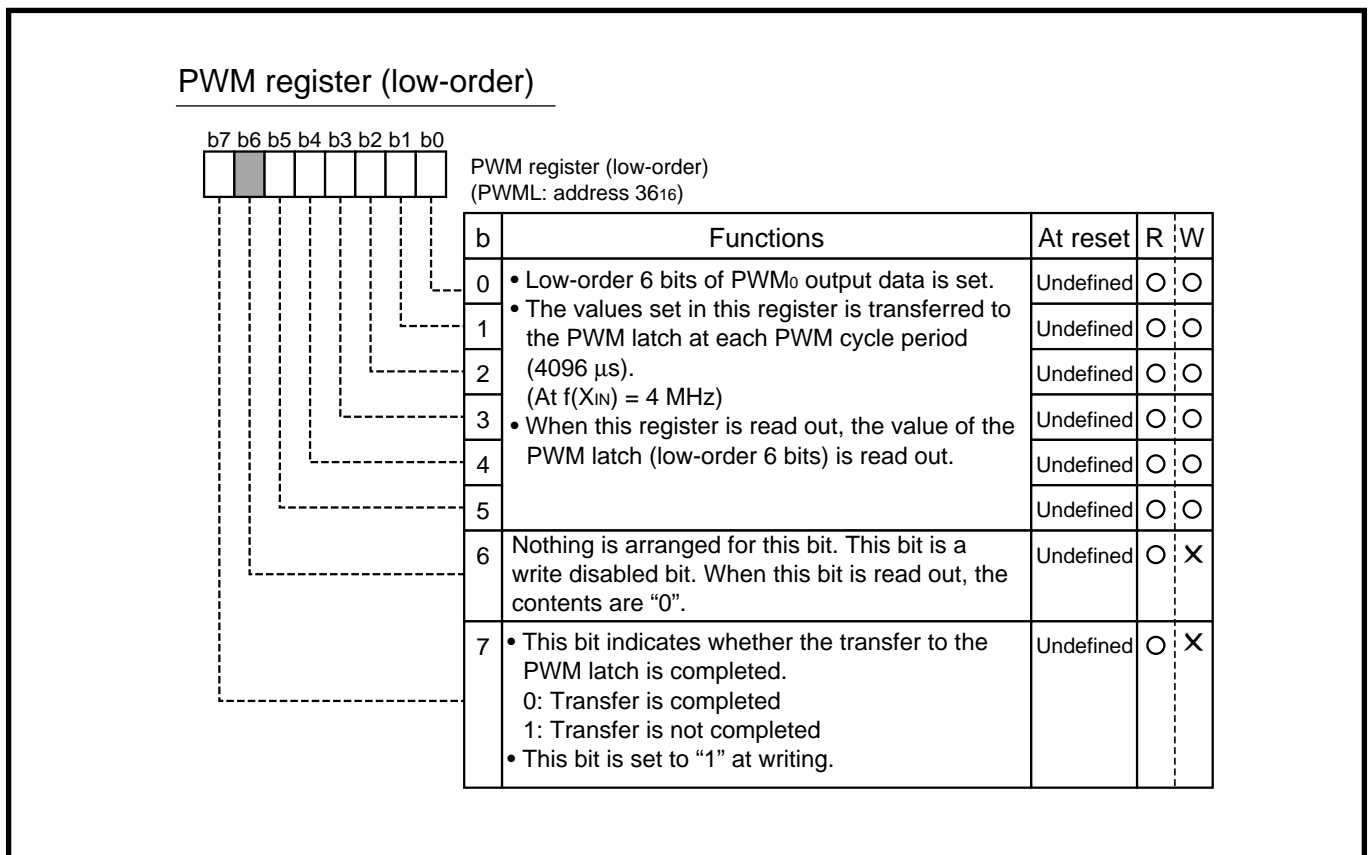 PWM register (low-order)
b7 b6 b5 b4 b3 b2 b1 b0
PWM register (low-order)
(PWML: address 3616)
b Functions At reset R W
0 • Low-order 6 bits of PWM0 output data is set. Undefined ○ ○
• The values set in this register is transferred to
1 the PWM latch at each PWM cycle period Undefined ○ ○
2 (4096 μs). Undefined ○ ○
(At f(XIN) = 4 MHz)
3 • When this register is read out, the value of the Undefined ○ ○
4 PWM latch (low-order 6 bits) is read out. Undefined ○ ○
5 Undefined ○ ○
6 Nothing is arranged for this bit. This bit is a Undefined ○ ×
write disabled bit. When this bit is read out, the
contents are “0”.
7 • This bit indicates whether the transfer to the Undefined ○ ×
PWM latch is completed.
0: Transfer is completed
1: Transfer is not completed
• This bit is set to “1” at writing.